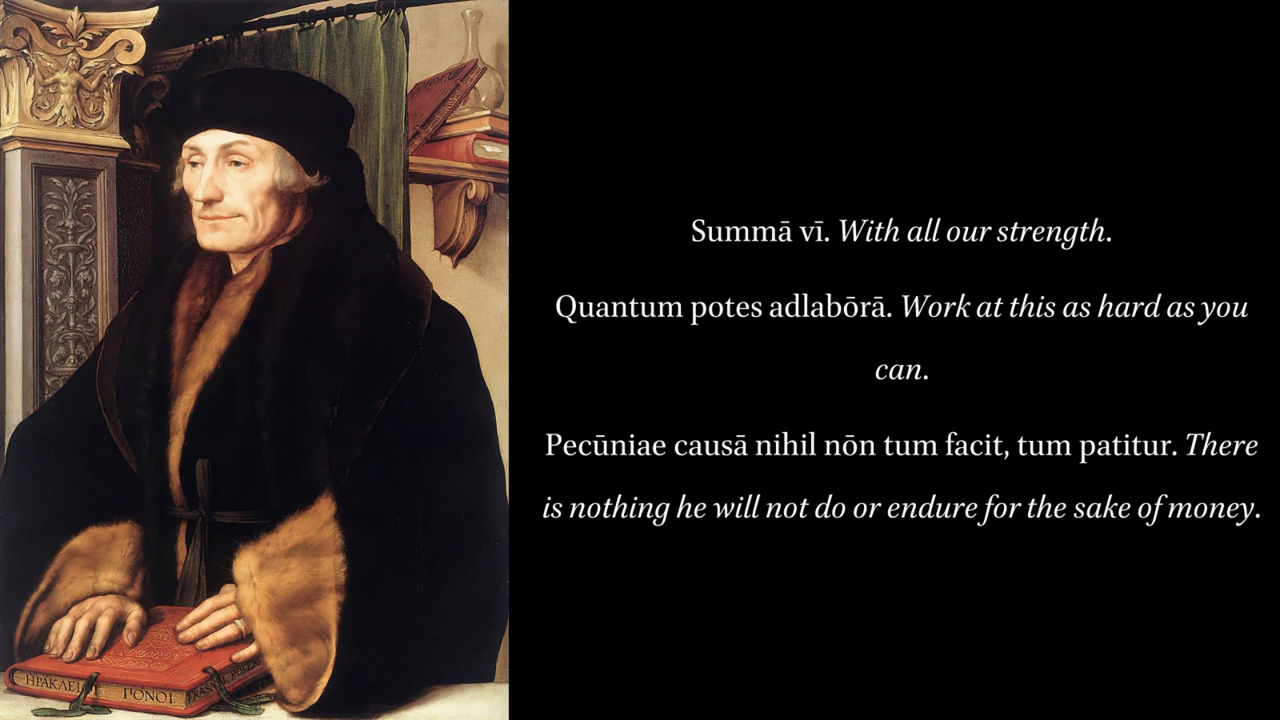 Summā vī. With all our strength.
Quantum potes adlabōrā. Work at this as hard as you
can.
Pecūniae causā nihil nōn tum facit, tum patitur. There
is nothing he will not do or endure for the sake of money.
ΗΡΑΚΛΕΙ ΠΟΝΟΙ